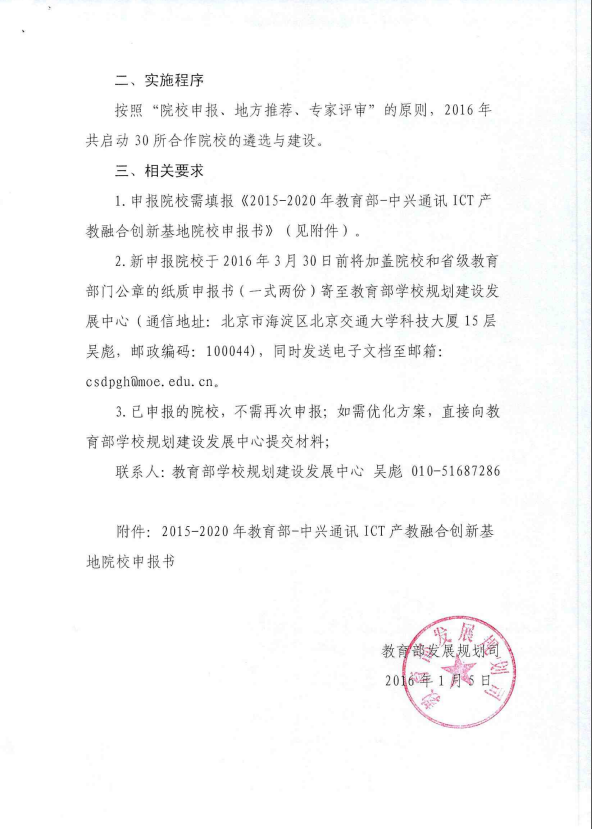 二、实施程序
按照“院校申报、地方推荐、专家评审”的原则，2016 年
共启动 30 所合作院校的遴选与建设。
三、相关要求
1.申报院校需填报《2015-2020 年教育部-中兴通讯 ICT 产
教融合创新基地院校申报书》（见附件）。
2.新申报院校于 2016 年 3 月 30 日前将加盖院校和省级教育
部门公章的纸质申报书（一式两份）寄至教育部学校规划建设发
展中心（通信地址：北京市海淀区北京交通大学科技大厦 15 层
吴彪，邮政编码：100044），同时发送电子文档至邮箱：
csdpgh@moe.edu.cn。
3.已申报的院校，不需再次申报；如需优化方案，直接向教
育部学校规划建设发展中心提交材料；
联系人：教育部学校规划建设发展中心 吴彪 010-51687286
附件：2015-2020 年教育部-中兴通讯 ICT 产教融合创新基
地院校申报书
教育部发展规划司
2016 年 1 月 5 日
教育部发展规划司